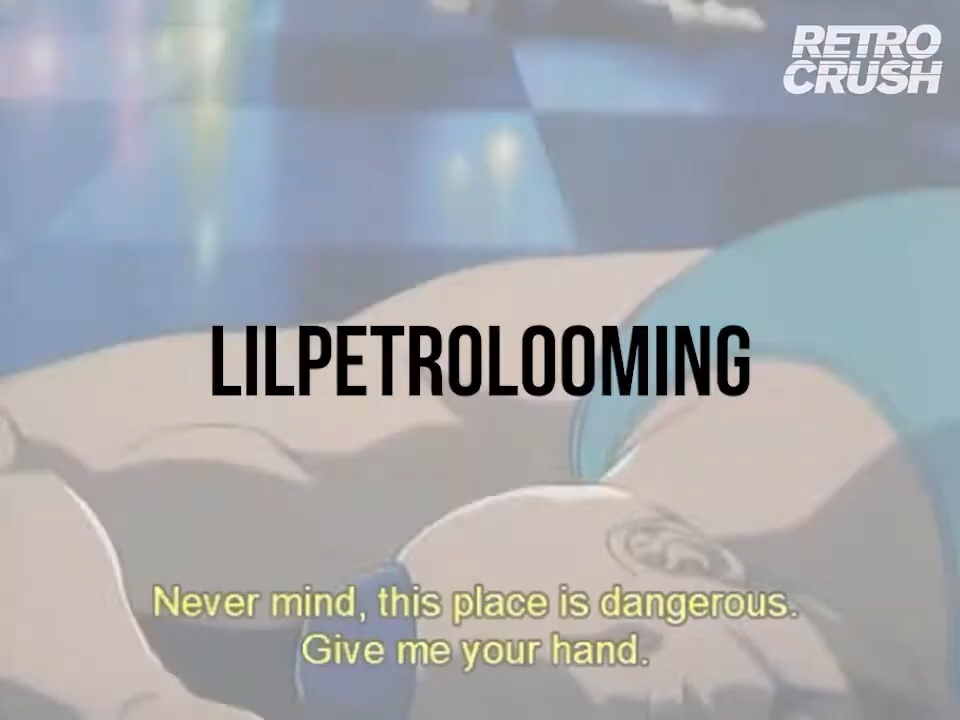 RETRO
CRUSH
LILPETROLOOMING
Never mind, this place is dangerous.
Give me your hand.